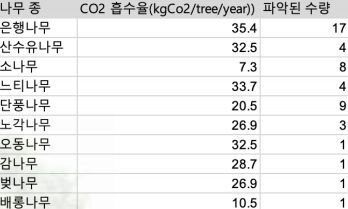 나무 종 CO2 흡수율(kgCo2/tree/year)) 파악된 수량
은행나무 35.4 17
산수유나무 32.5 4
소나무 7.3 8
느티나무 33.7 4
단풍나무 20.5 9
노각나무 26.9 3
오동나무 32.5 1
감나무 28.7 1
벚나무 26.9 1
배롱나무 10.5 1